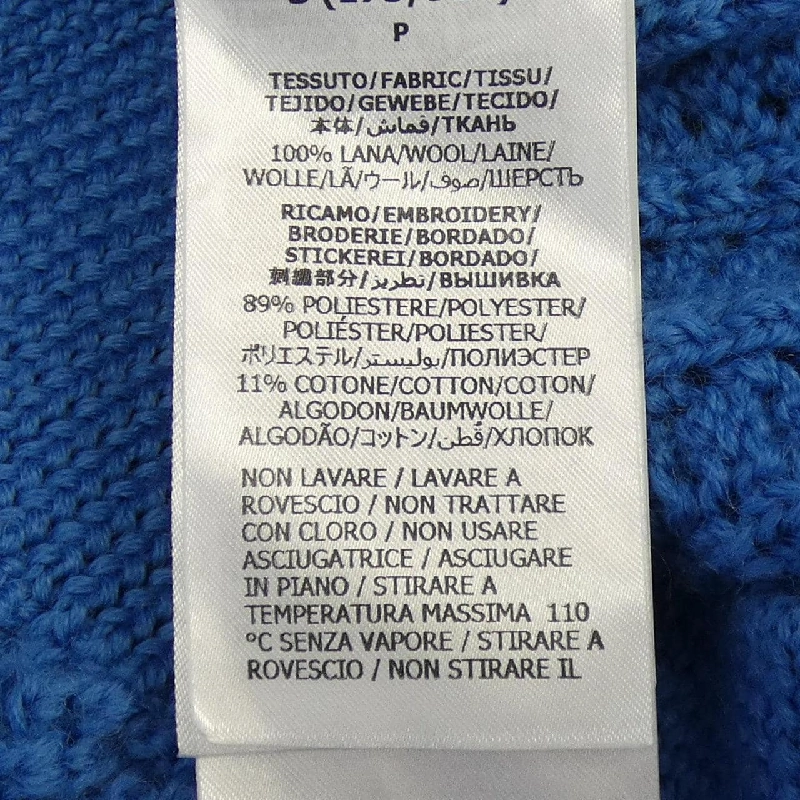 P
TESSUTO/FABRIC/TISSU/
TEJIDO/GEWEBE/TECIDO/
本体/قماش/ТКАНЬ
100% LANA/WOOL/LAINE/
WOLLE/LÃ/ウール/صوف/ШЕРСТЬ
RICAMO/EMBROIDERY/
BRODERIE/BORDADO/
STICKEREI/BORDADO/
刺繍部分/تطريز/ВЫШИВКА
89% POLIESTERE/POLYESTER/
POLIÉSTER/POLIESTER/
ポリエステル/بوليستر/ПОЛИЭСТЕР
11% COTONE/COTTON/COTON/
ALGODON/BAUMWOLLE/
ALGODÃO/コットン/قُطن/ХЛОПОК
NON LAVARE / LAVARE A
ROVESCIO / NON TRATTARE
CON CLORO / NON USARE
ASCIUGATRICE / ASCIUGARE
IN PIANO / STIRARE A
TEMPERATURA MASSIMA 110
°C SENZA VAPORE / STIRARE A
ROVESCIO / NON STIRARE IL